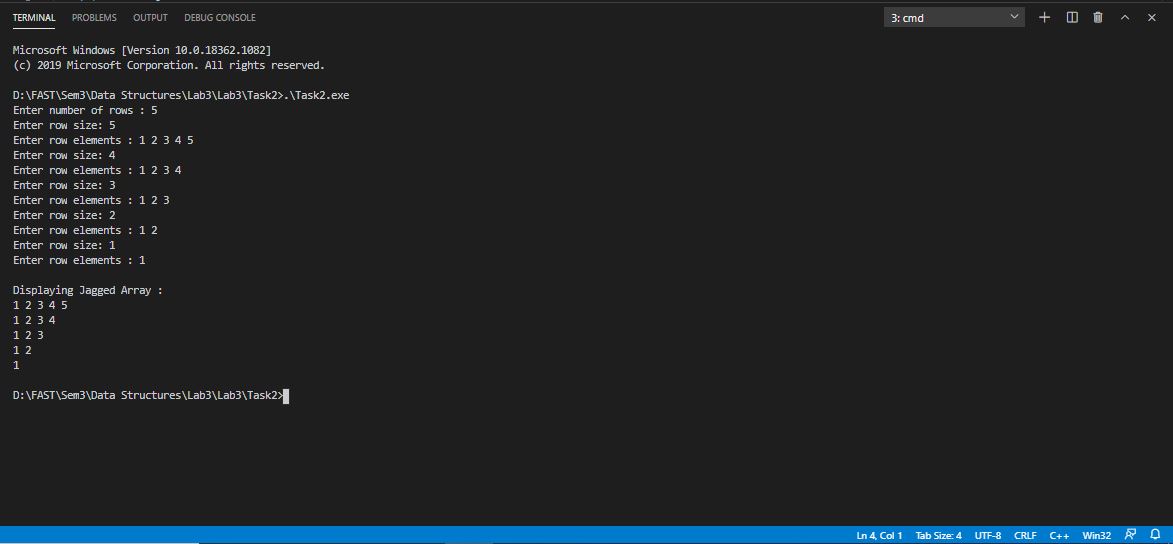 TERMINAL PROBLEMS OUTPUT DEBUG CONSOLE 3: cmd
Microsoft Windows [Version 10.0.18362.1082]
(c) 2019 Microsoft Corporation. All rights reserved.
D:\FAST\Sem3\Data Structures\Lab3\Lab3\Task2>.\Task2.exe
Enter number of rows : 5
Enter row size: 5
Enter row elements : 1 2 3 4 5
Enter row size: 4
Enter row elements : 1 2 3 4
Enter row size: 3
Enter row elements : 1 2 3
Enter row size: 2
Enter row elements : 1 2
Enter row size: 1
Enter row elements : 1
Displaying Jagged Array :
1 2 3 4 5
1 2 3 4
1 2 3
1 2
1
D:\FAST\Sem3\Data Structures\Lab3\Lab3\Task2>
Ln 4, Col 1 Tab Size: 4 UTF-8 CRLF C++ Win32